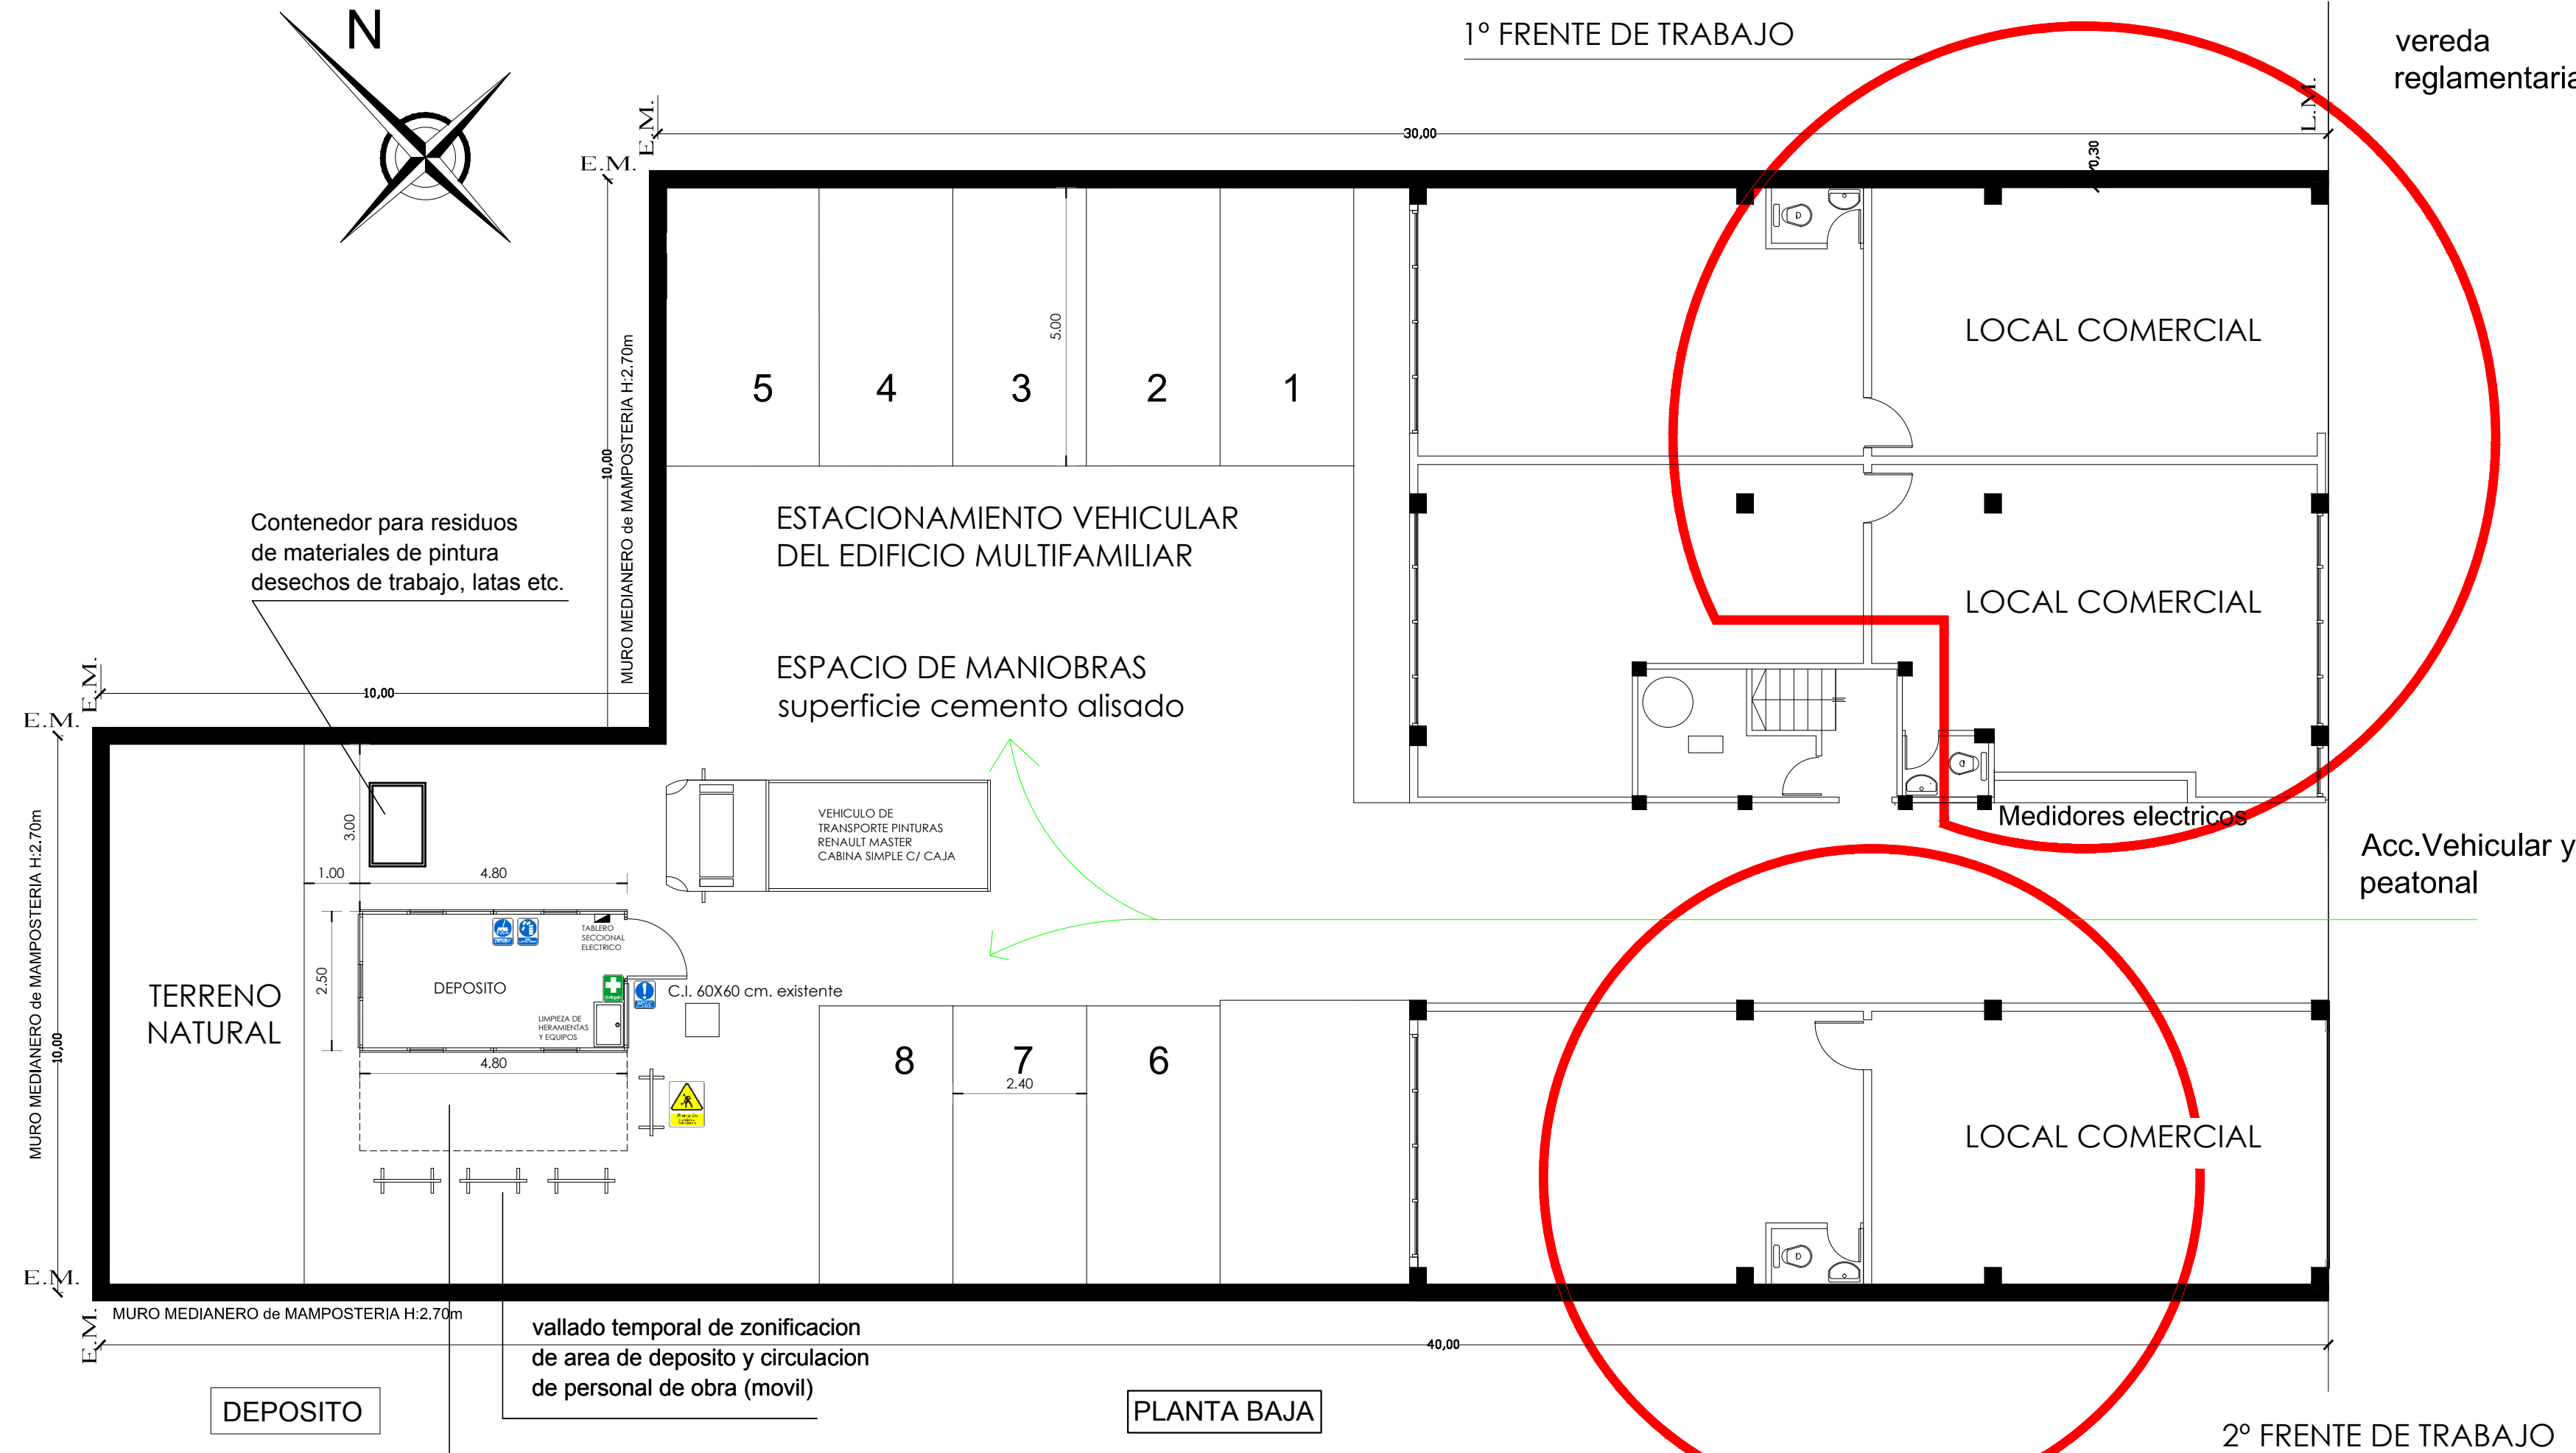 N
1º FRENTE DE TRABAJO
vereda
reglamentaria
E.M.
E.M.
L.M.
30,00
0,30
10,00
MURO MEDIANERO de MAMPOSTERIA H:2.70m
5.00
5
4
3
2
1
LOCAL COMERCIAL
ESTACIONAMIENTO VEHICULAR
DEL EDIFICIO MULTIFAMILIAR
ESPACIO DE MANIOBRAS
superficie cemento alisado
LOCAL COMERCIAL
Contenedor para residuos
de materiales de pintura
desechos de trabajo, latas etc.
E.M.
E.M.
10,00
MURO MEDIANERO de MAMPOSTERIA H:2.70m
10,00
3.00
1.00
4.80
VEHICULO DE
TRANSPORTE PINTURAS
RENAULT MASTER
CABINA SIMPLE C/ CAJA
Medidores electricos
Acc.Vehicular y
peatonal
TABLERO
SECCIONAL
ELECTRICO
2.50
DEPOSITO
C.I. 60X60 cm. existente
LIMPIEZA DE
HERAMIENTAS
Y EQUIPOS
TERRENO
NATURAL
4.80
8
7
6
2.40
LOCAL COMERCIAL
E.M.
E.M.
MURO MEDIANERO de MAMPOSTERIA H:2,70m
40,00
vallado temporal de zonificacion
de area de deposito y circulacion
de personal de obra (movil)
DEPOSITO
PLANTA BAJA
2º FRENTE DE TRABAJO